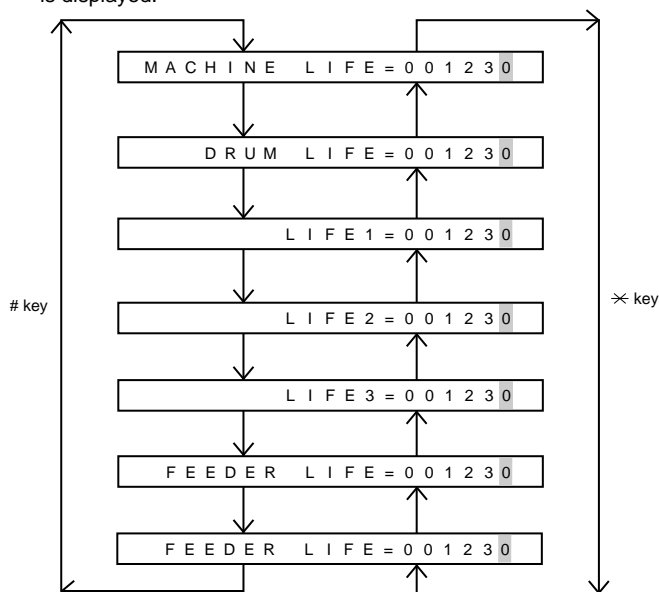 is displayed.
MACHINE LIFE=001230
DRUM LIFE=001230
LIFE1=001230
# key
✳ key
LIFE2=001230
LIFE3=001230
FEEDER LIFE=001230
FEEDER LIFE=001230